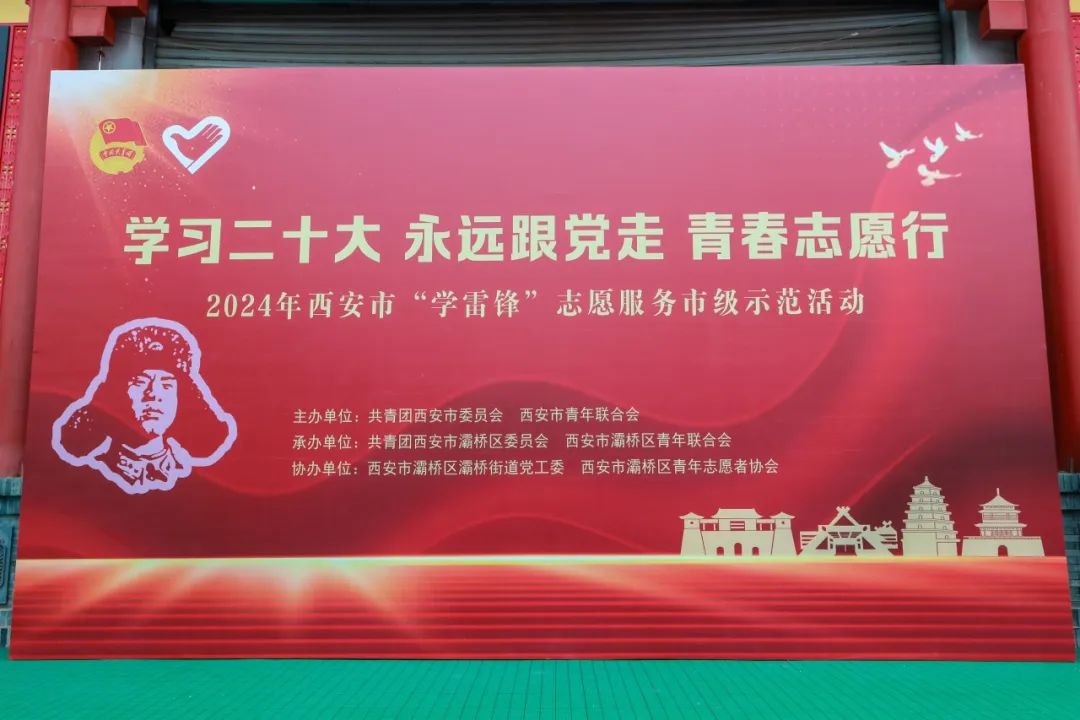 学习二十大 永远跟党走 青春志愿行
2024年西安市“学雷锋”志愿服务市级示范活动
主办单位：共青团西安市委员会 西安市青年联合会
承办单位：共青团西安市灞桥区委员会 西安市灞桥区青年联合会
协办单位：西安市灞桥区灞桥街道党工委 西安市灞桥区青年志愿者协会